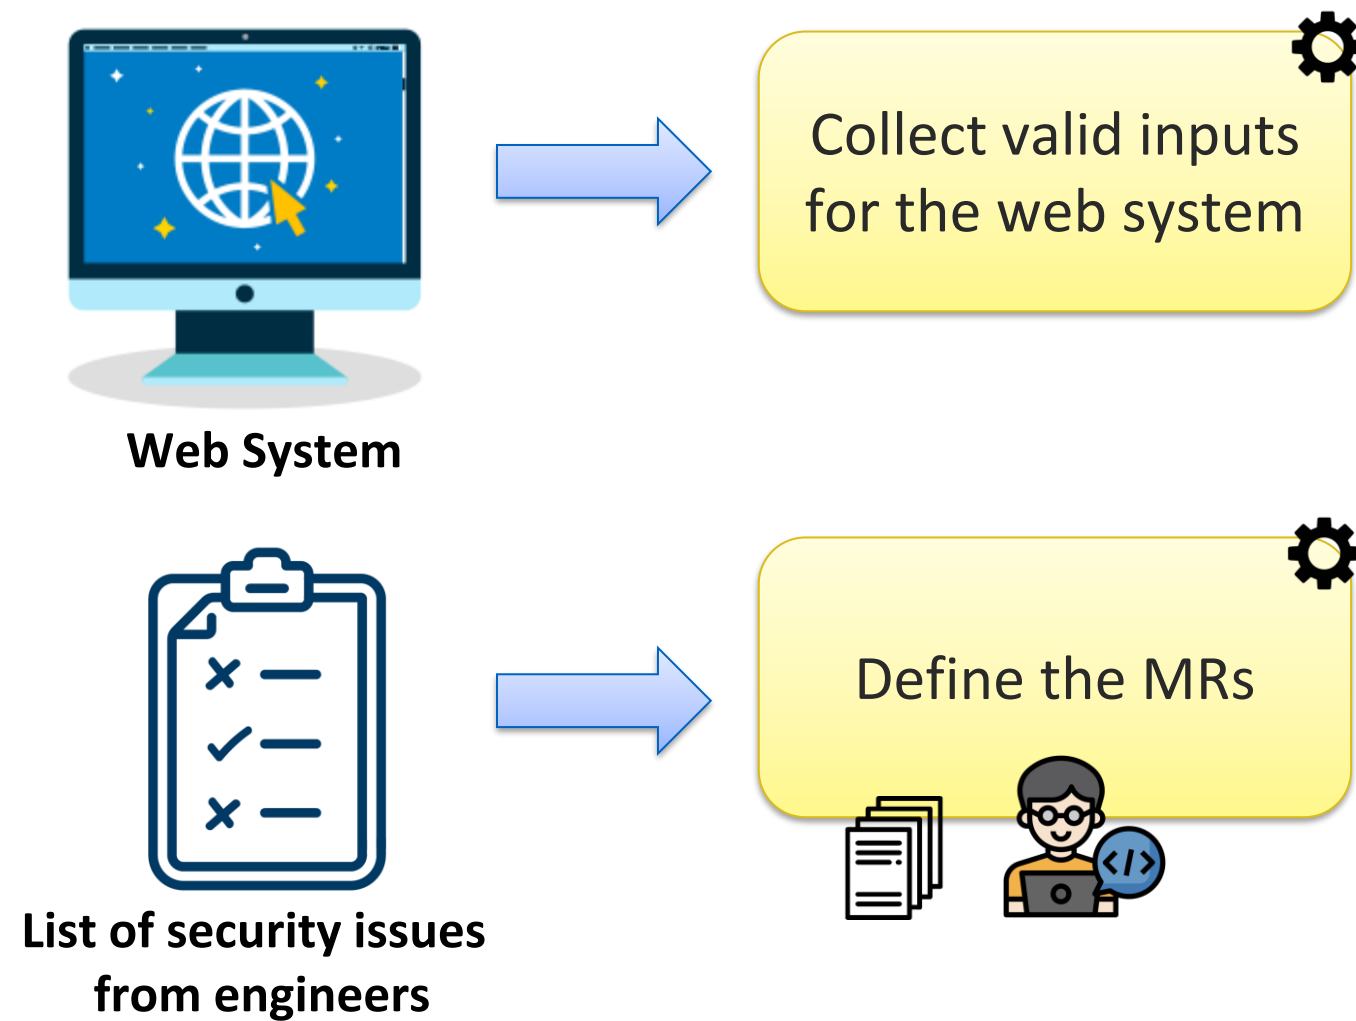 Collect valid inputs
for the web system
Web System
Define the MRs
</>
List of security issues
from engineers